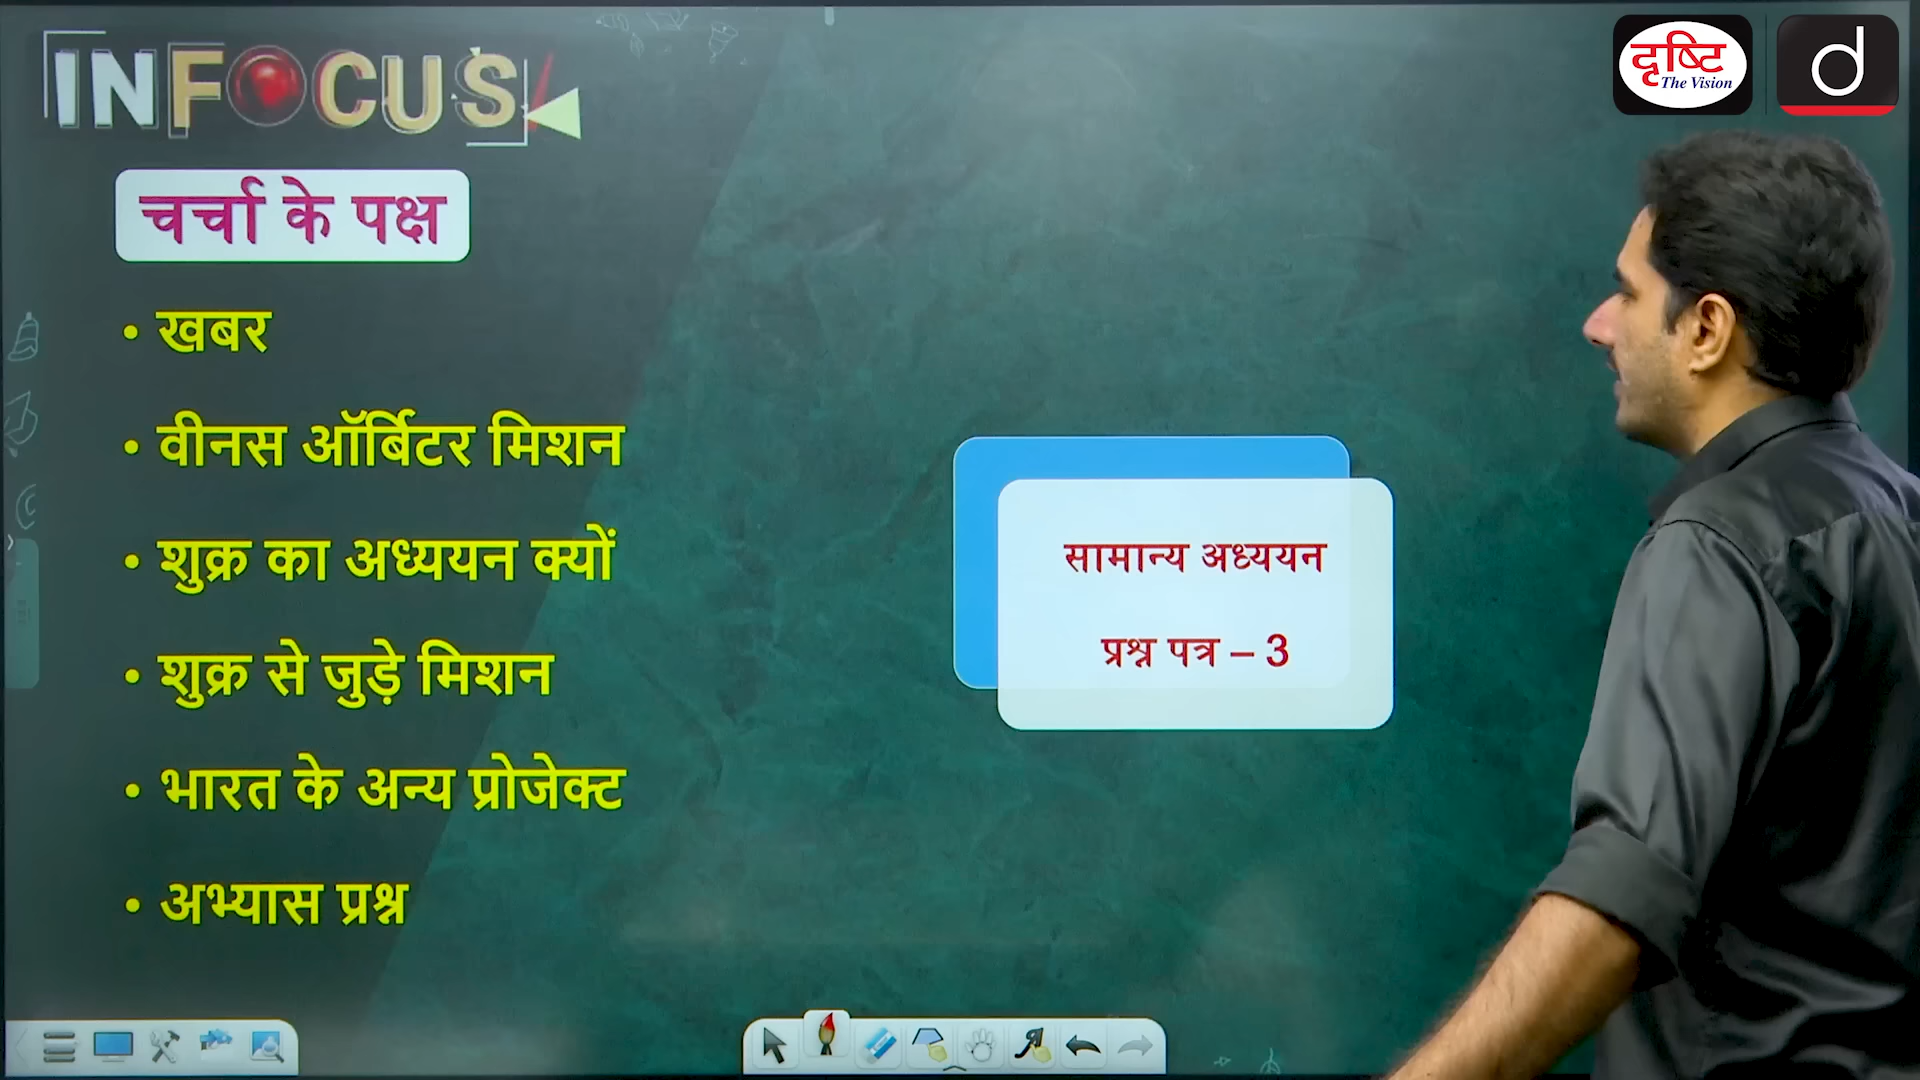 INFOCUS
चर्चा के पक्ष
• खबर
• वीनस ऑर्बिटर मिशन
• शुक्र का अध्ययन क्यों
• शुक्र से जुड़े मिशन
• भारत के अन्य प्रोजेक्ट
• अभ्यास प्रश्न
सामान्य अध्ययन
प्रश्न पत्र – 3
दृष्टि
The Vision
d